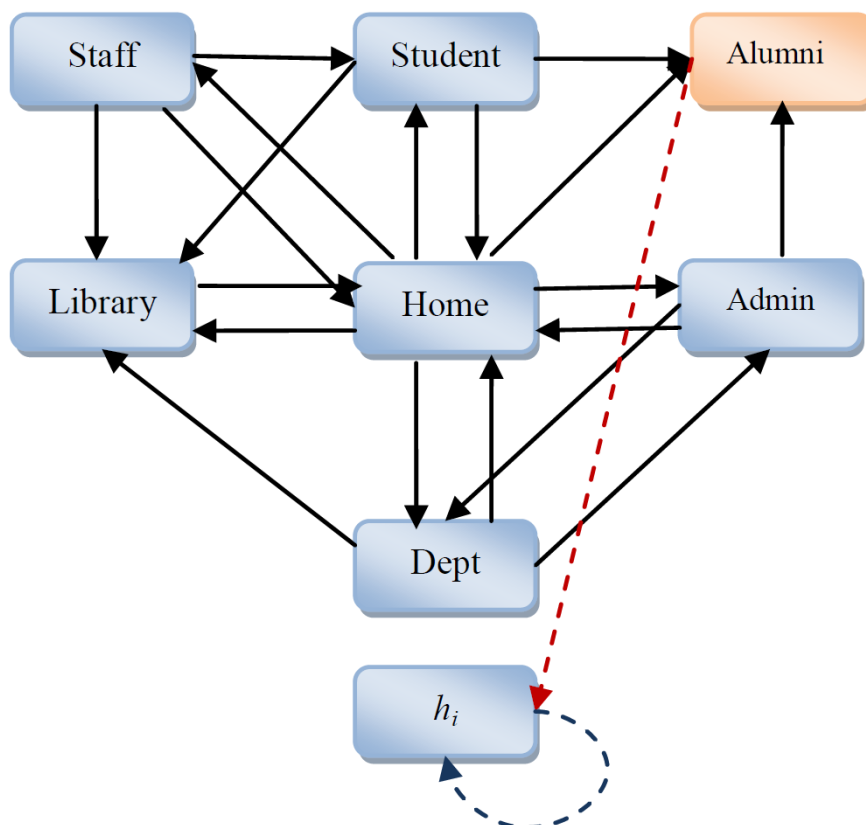 Staff
Student
Alumni
Library
Home
Admin
Dept
h_i